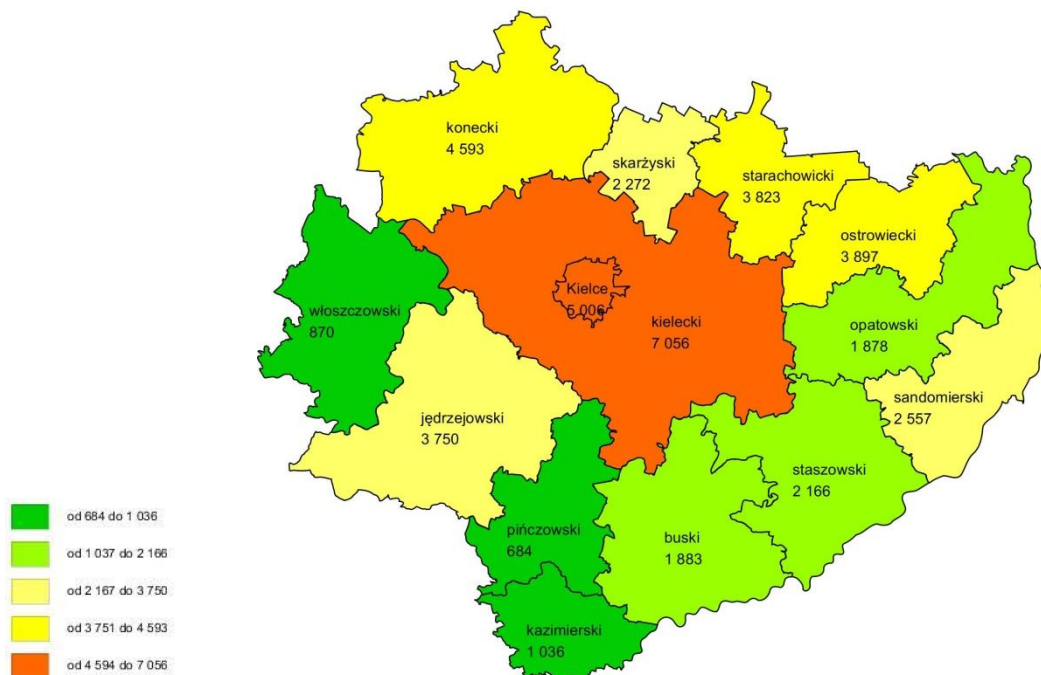 konecki
4 593
skarżyski
2 272
starachowicki
3 823
ostrowiecki
3 897
Kielce
5 006
kielecki
7 056
włoszczowski
870
opatowski
1 878
sandomierski
2 557
jędrzejowski
3 750
staszowski
2 166
pińczowski
684
buski
1 883
kazimierski
1 036
od 684 do 1 036
od 1 037 do 2 166
od 2 167 do 3 750
od 3 751 do 4 593
od 4 594 do 7 056